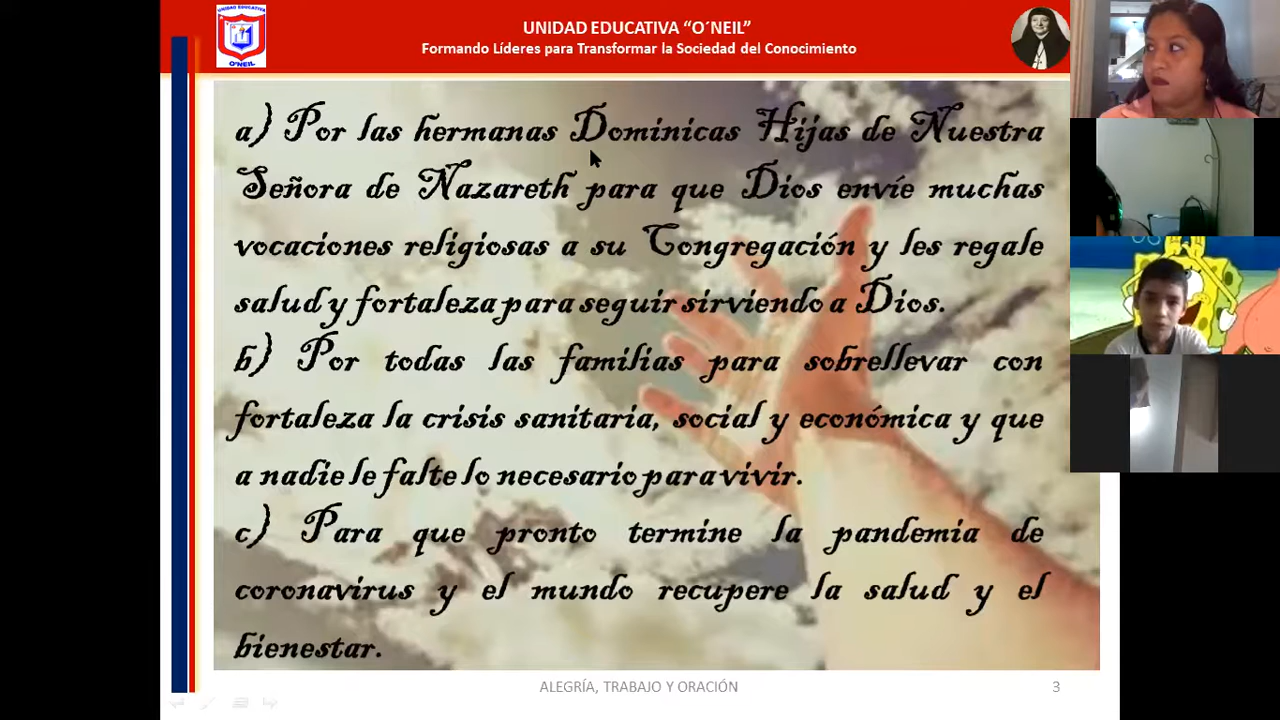 UNIDAD EDUCATIVA
O'NEIL
UNIDAD EDUCATIVA "O´NEIL"
Formando Líderes para Transformar la Sociedad del Conocimiento
a) Por las hermanas Dominicas Hijas de Nuestra
Señora de Nazareth para que Dios envíe muchas
vocaciones religiosas a su Congregación y les regale
salud y fortaleza para seguir sirviendo a Dios.
b) Por todas las familias para sobrellevar con
fortaleza la crisis sanitaria, social y económica y que
a nadie le falte lo necesario para vivir.
c) Para que pronto termine la pandemia de
coronavirus y el mundo recupere la salud y el
bienestar.
ALEGRÍA, TRABAJO Y ORACIÓN
3